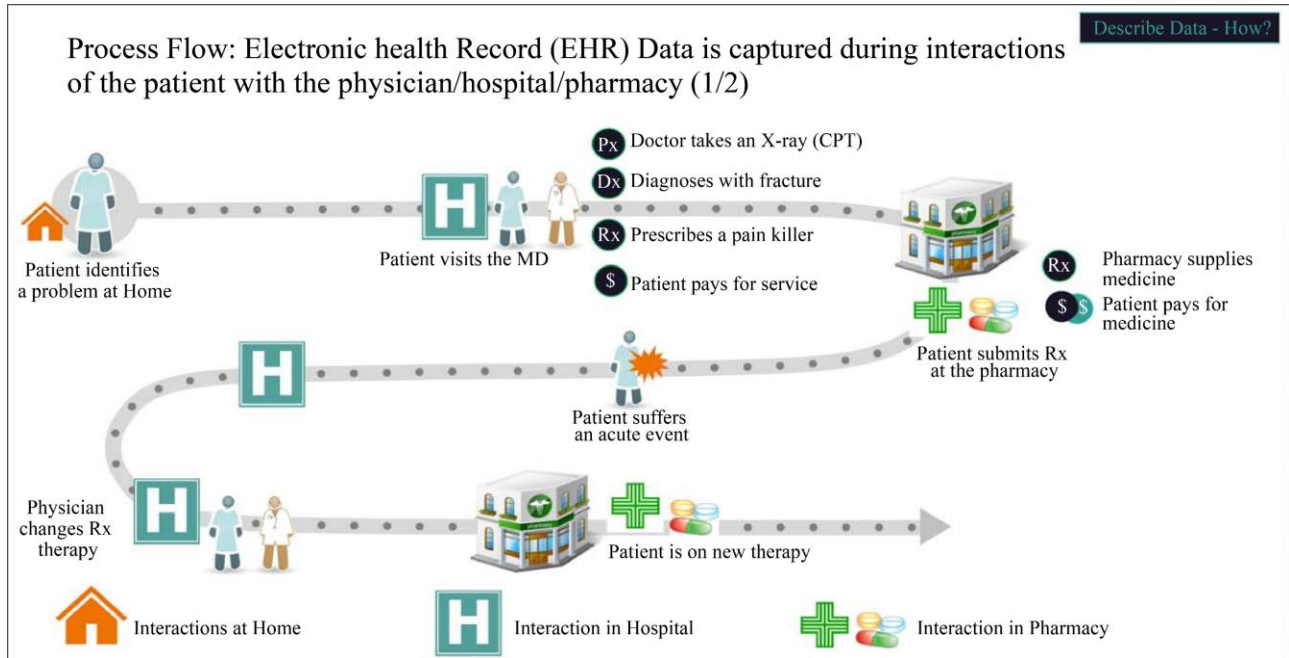 Describe Data - How?
Process Flow: Electronic health Record (EHR) Data is captured during interactions
of the patient with the physician/hospital/pharmacy (1/2)
Px Doctor takes an X-ray (CPT)
Dx Diagnoses with fracture
Rx Prescribes a pain killer
$ Patient pays for service
H
Patient visits the MD
Patient identifies
a problem at Home
pharmacy
Rx Pharmacy supplies
medicine
$ $ Patient pays for
medicine
Patient submits Rx
at the pharmacy
H
Patient suffers
an acute event
Physician
changes Rx
therapy
H
pharmacy
Patient is on new therapy
Interactions at Home
H Interaction in Hospital
Interaction in Pharmacy